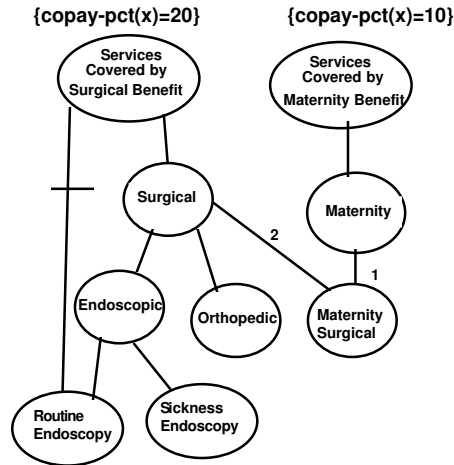 {copay-pct(x)=20}
{copay-pct(x)=10}
Services
Covered by
Surgical Benefit
Services
Covered by
Maternity Benefit
Surgical
Maternity
2
1
Endoscopic
Orthopedic
Maternity
Surgical
Routine
Endoscopy
Sickness
Endoscopy